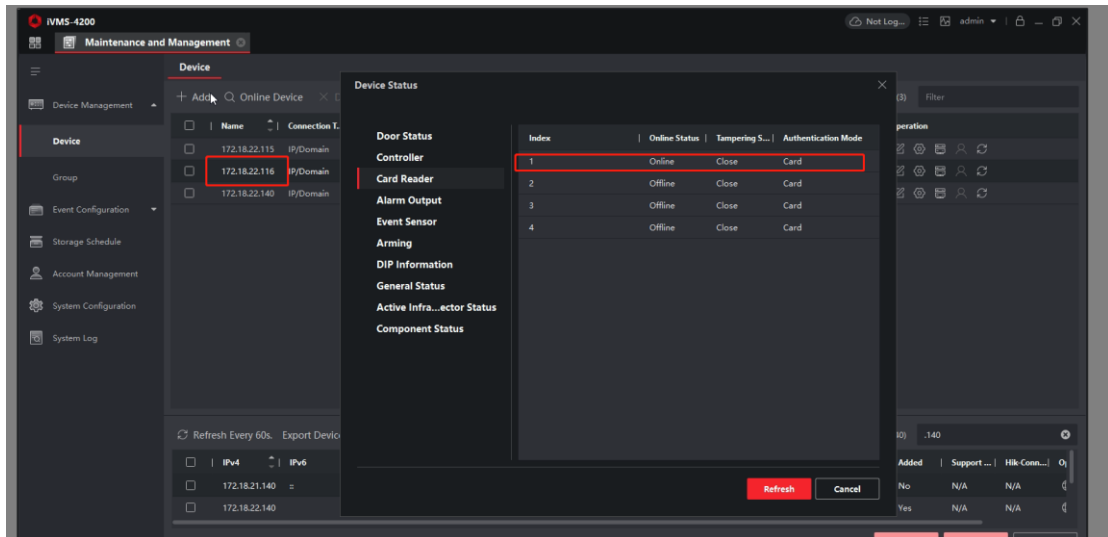 iVMS-4200
Not Log...
admin
Maintenance and Management
Device
Device Management
Device
Group
Event Configuration
Storage Schedule
Account Management
System Configuration
System Log
+ Add Online Device
Name Connection T..
172.18.22.115 IP/Domain
172.18.22.116 IP/Domain
172.18.22.140 IP/Domain
(3) Filter
peration
Device Status
Door Status
Controller
Card Reader
Alarm Output
Event Sensor
Arming
DIP Information
General Status
Active Infra...ector Status
Component Status
Index Online Status Tampering S... Authentication Mode
1 Online Close Card
2 Offline Close Card
3 Offline Close Card
4 Offline Close Card
Refresh Cancel
Refresh Every 60s. Export Devic
.140
IPv4 IPv6
Added Support ... Hik-Conn...
172.18.21.140 No N/A N/A
172.18.22.140 Yes N/A N/A